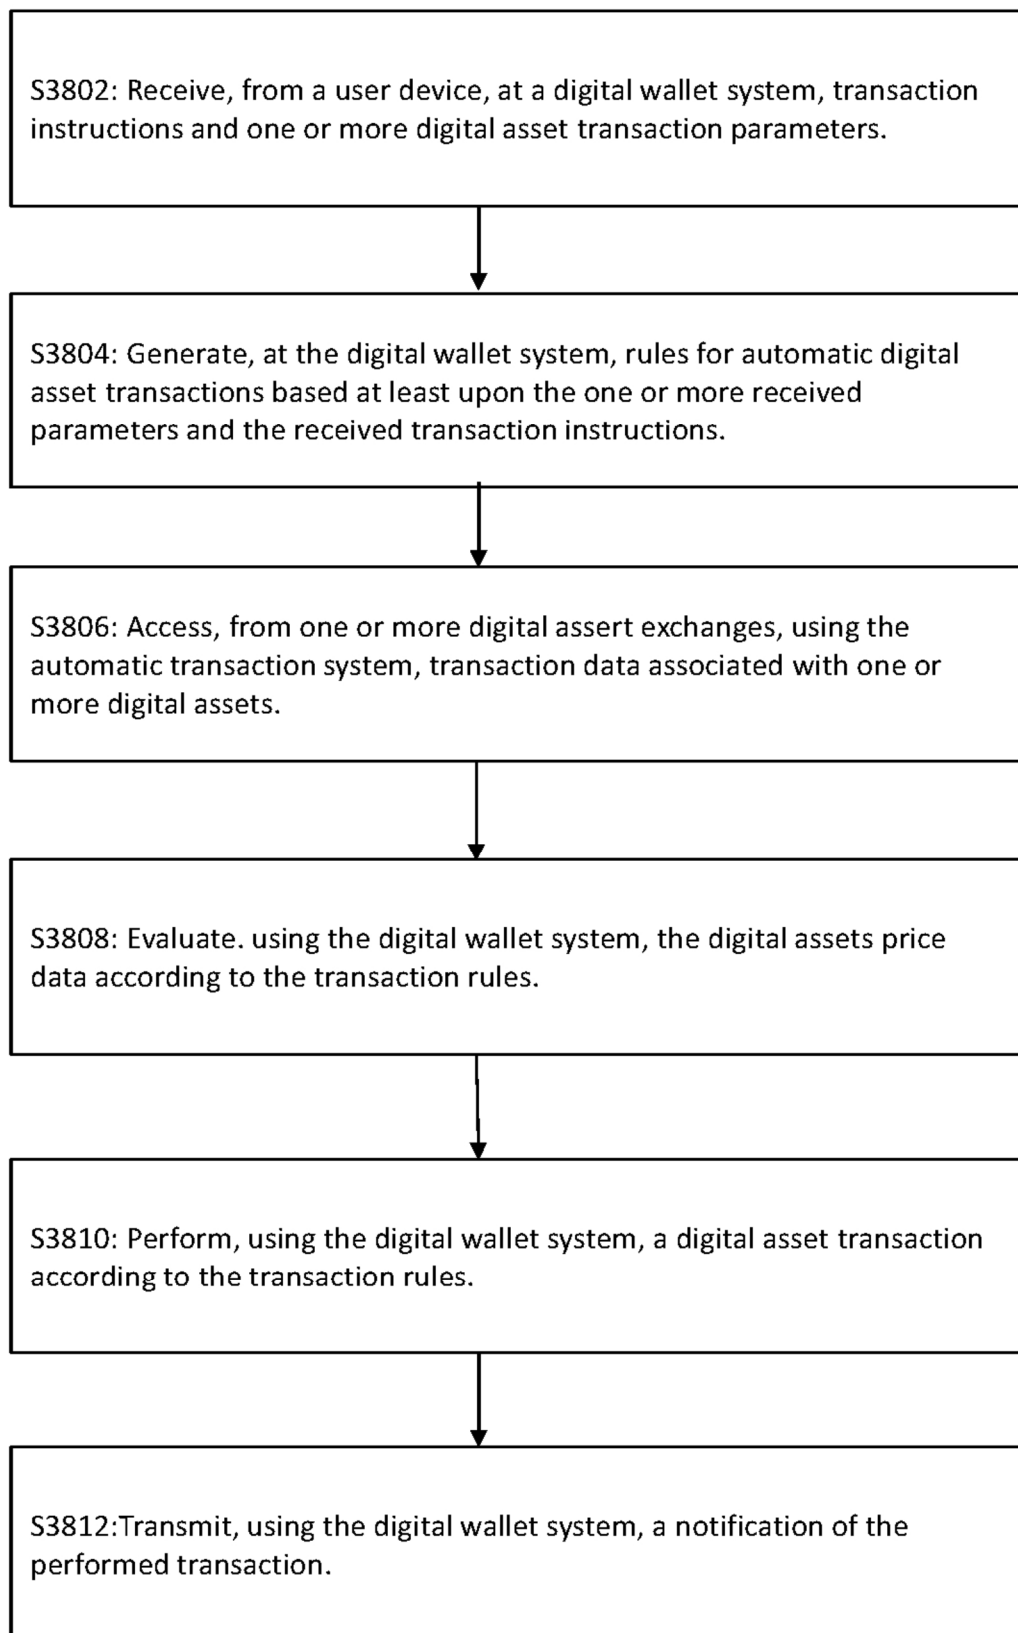 S3802: Receive, from a user device, at a digital wallet system, transaction
instructions and one or more digital asset transaction parameters.
S3804: Generate, at the digital wallet system, rules for automatic digital
asset transactions based at least upon the one or more received
parameters and the received transaction instructions.
S3806: Access, from one or more digital assert exchanges, using the
automatic transaction system, transaction data associated with one or
more digital assets.
S3808: Evaluate. using the digital wallet system, the digital assets price
data according to the transaction rules.
S3810: Perform, using the digital wallet system, a digital asset transaction
according to the transaction rules.
S3812:Transmit, using the digital wallet system, a notification of the
performed transaction.